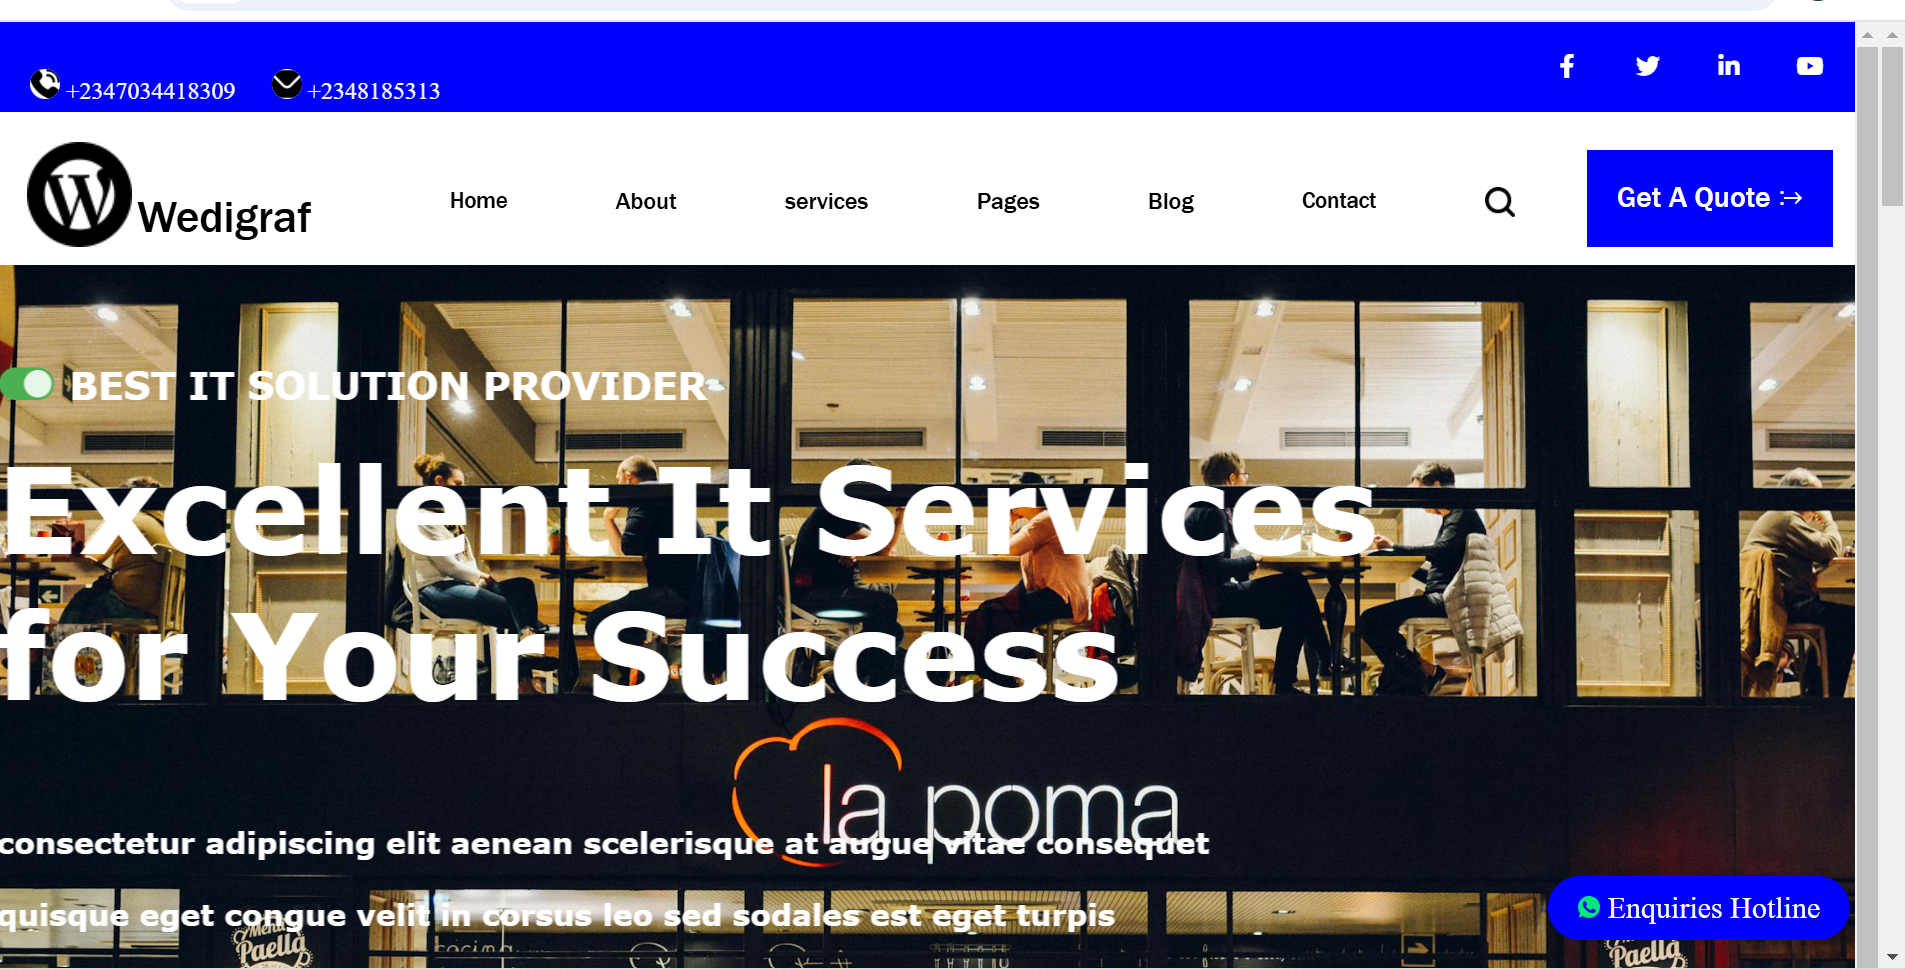 +2347034418309 +2348185313
Wedigraf
Home About services Pages Blog Contact
Get A Quote
BEST IT SOLUTION PROVIDER
Excellent It Services
for Your Success
la poma
consectetur adipiscing elit aenean scelerisque at augue vitae consequet
quisque eget congue velit in corsus leo sed sodales est eget turpis
Enquiries Hotline
Menu
Paella
cocina
Paella